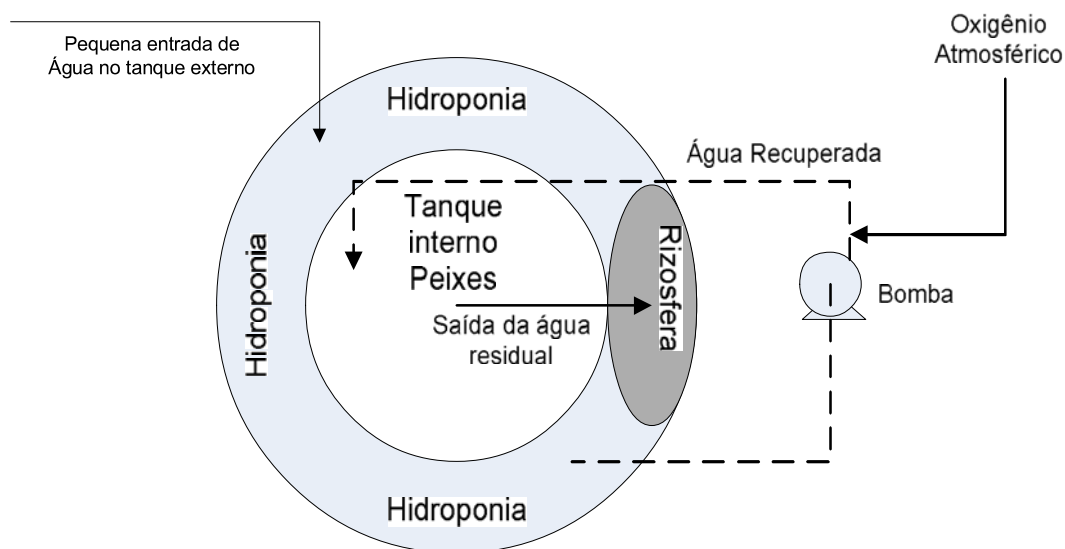 Pequena entrada de
Água no tanque externo
Oxigênio
Atmosférico
Hidroponia
Água Recuperada
Tanque
interno
Peixes
Hidroponia
Rizosfera
Bomba
Saída da água
residual
Hidroponia